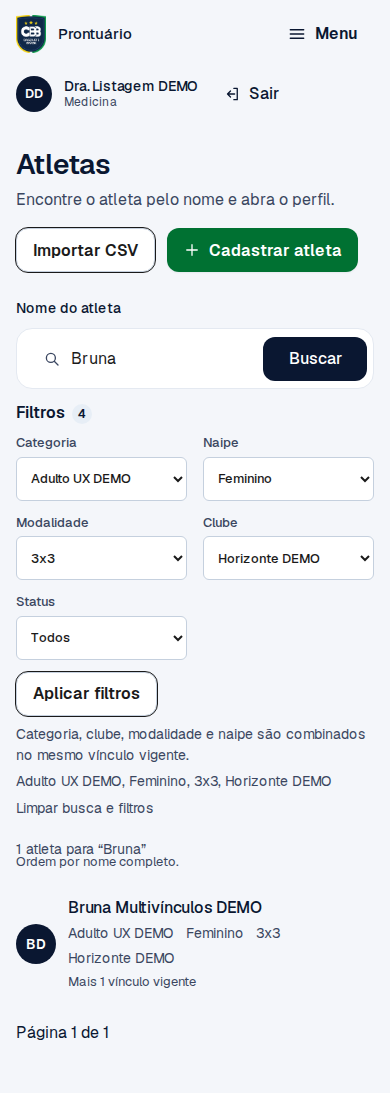 CBB
Prontuário
Menu
DD
Dra. Listagem DEMO
Medicina
Sair
Atletas
Encontre o atleta pelo nome e abra o perfil.
Importar CSV
+ Cadastrar atleta
Nome do atleta
Bruna
Buscar
Filtros 4
Categoria
Naipe
Adulto UX DEMO
Feminino
Modalidade
Clube
3x3
Horizonte DEMO
Status
Todos
Aplicar filtros
Categoria, clube, modalidade e naipe são combinados
no mesmo vínculo vigente.
Adulto UX DEMO, Feminino, 3x3, Horizonte DEMO
Limpar busca e filtros
1 atleta para “Bruna”
Ordem por nome completo.
BD
Bruna Multivínculos DEMO
Adulto UX DEMO Feminino 3x3
Horizonte DEMO
Mais 1 vínculo vigente
Página 1 de 1